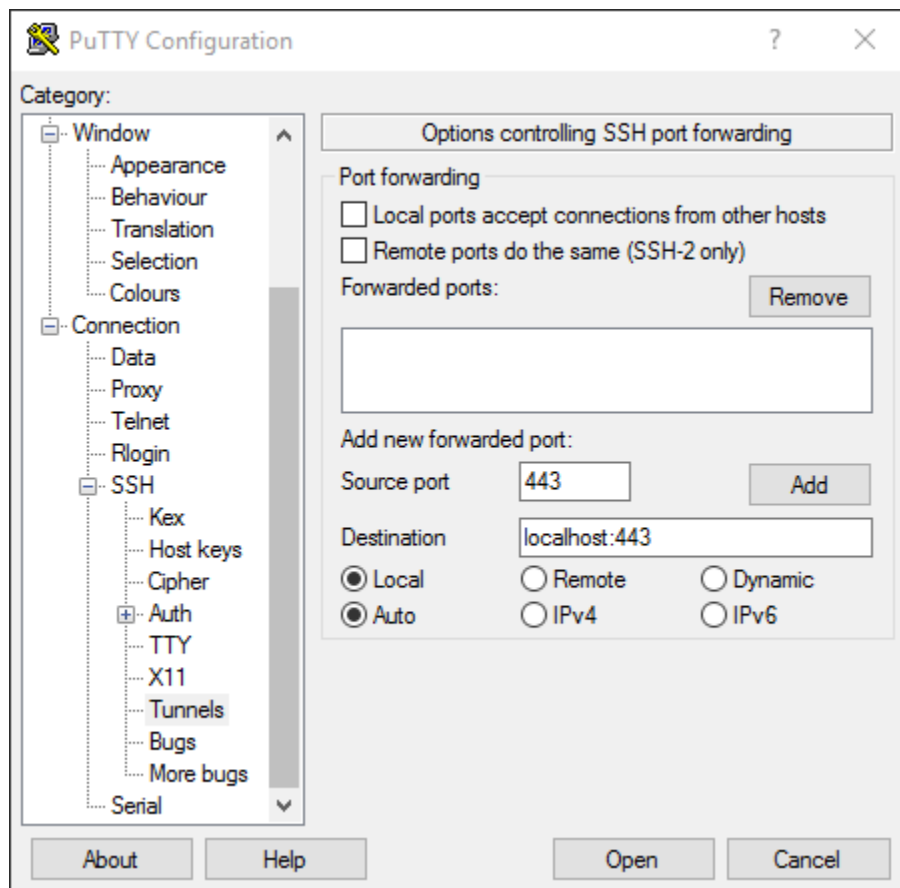 PuTTY Configuration
?
Category:
Window
Appearance
Behaviour
Translation
Selection
Colours
Connection
Data
Proxy
Telnet
Rlogin
SSH
Kex
Host keys
Cipher
Auth
TTY
X11
Tunnels
Bugs
More bugs
Serial
Options controlling SSH port forwarding
Port forwarding
Local ports accept connections from other hosts
Remote ports do the same (SSH-2 only)
Forwarded ports:
Remove
Add new forwarded port:
Source port 443 Add
Destination localhost:443
Local Remote Dynamic
Auto IPv4 IPv6
About Help Open Cancel